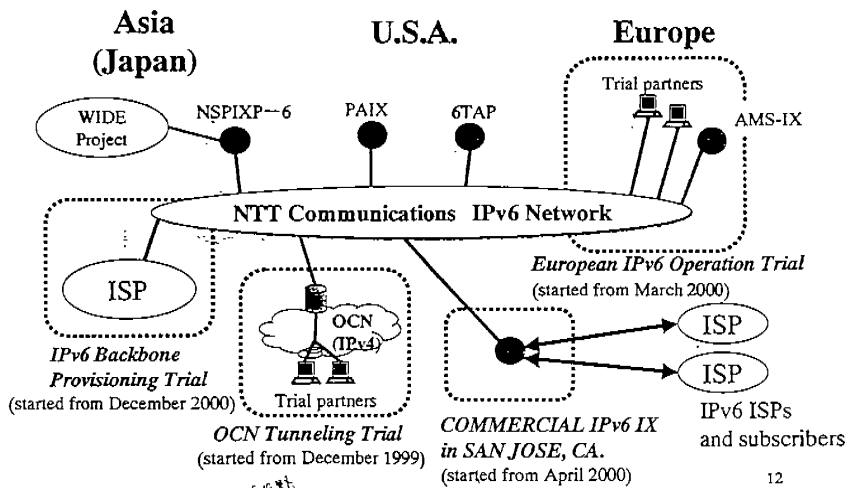 Asia
(Japan)
U.S.A.
Europe
WIDE
Project
NSPIXP-6
PAIX
6TAP
Trial partners
AMS-IX
NTT Communications IPv6 Network
ISP
IPv6 Backbone
Provisioning Trial
(started from December 2000)
OCN
(IPv4)
Trial partners
OCN Tunneling Trial
(started from December 1999)
European IPv6 Operation Trial
(started from March 2000)
ISP
ISP
IPv6 ISPs
and subscribers
COMMERCIAL IPv6 IX
in SAN JOSE, CA.
(started from April 2000)
12